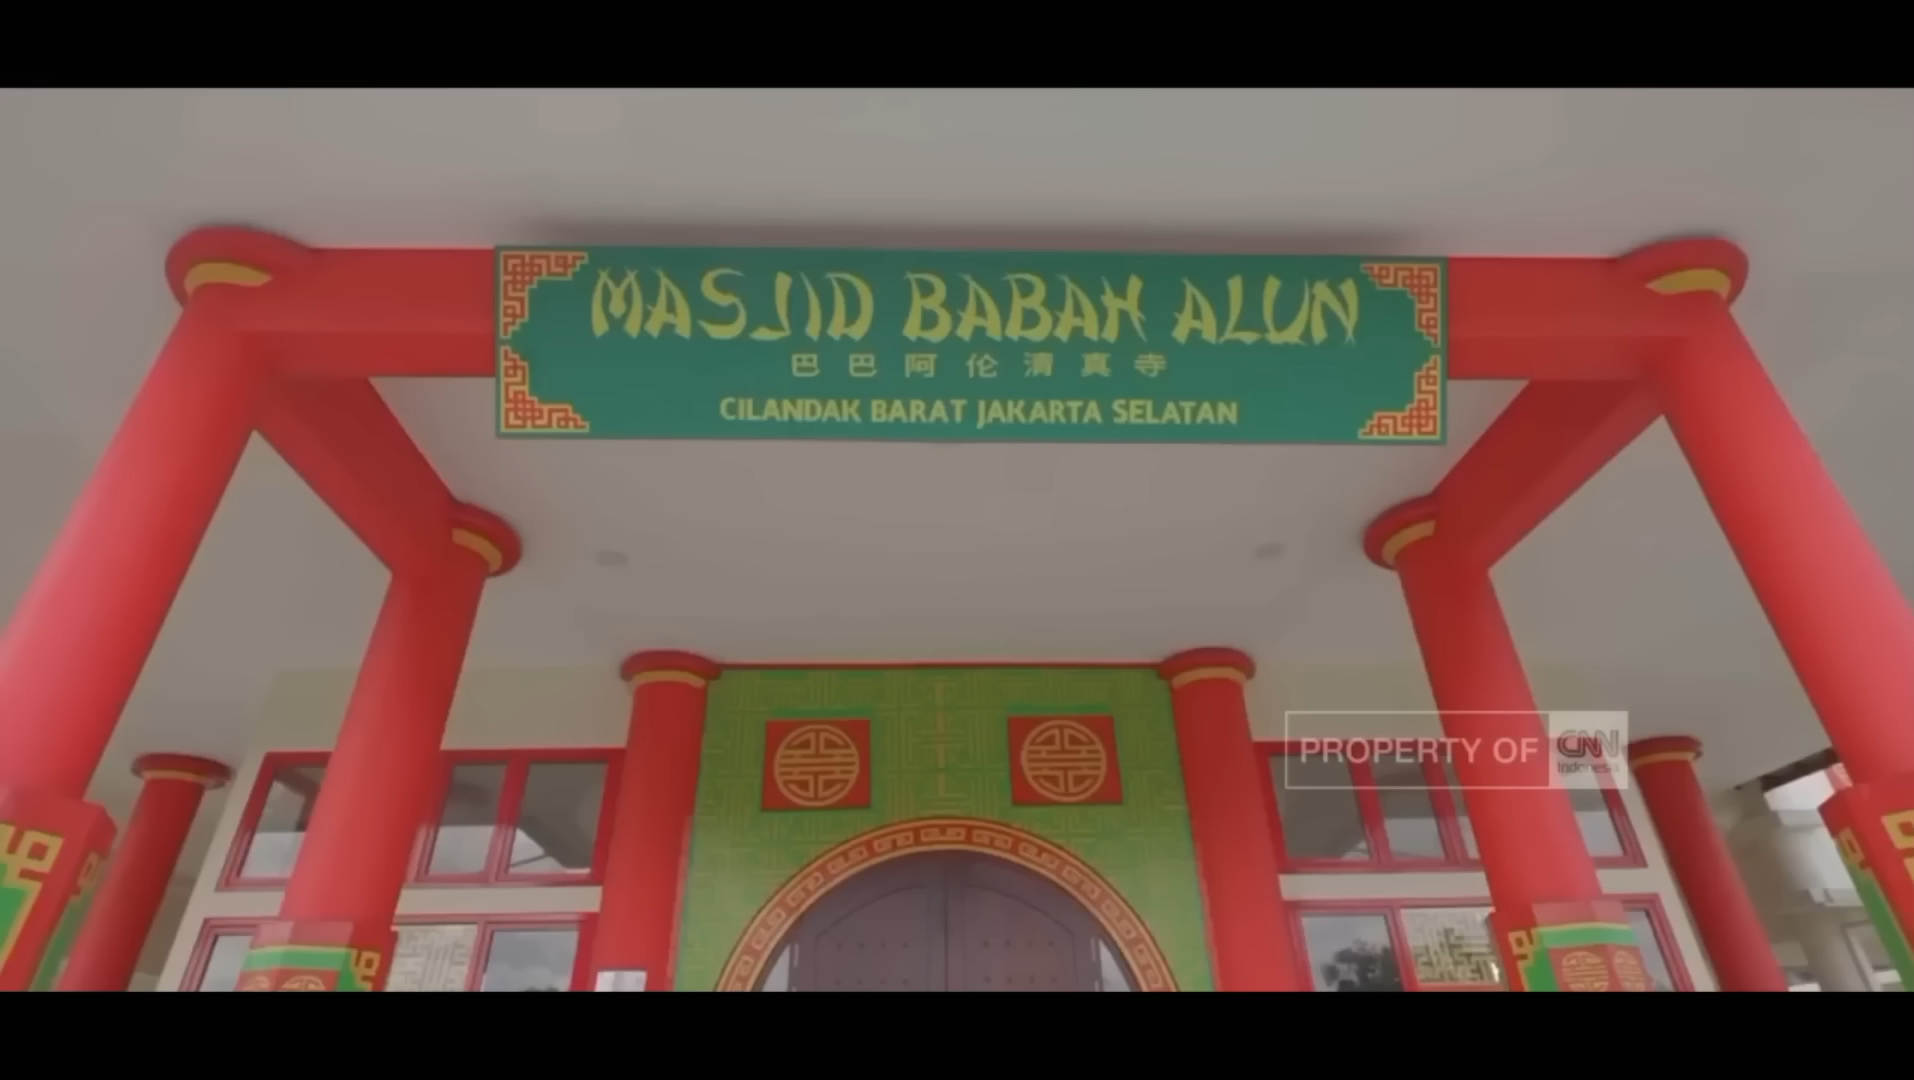 MASJID BABAH ALUN
巴巴阿伦清真寺
CILANDAK BARAT JAKARTA SELATAN
PROPERTY OF CNN Indonesia